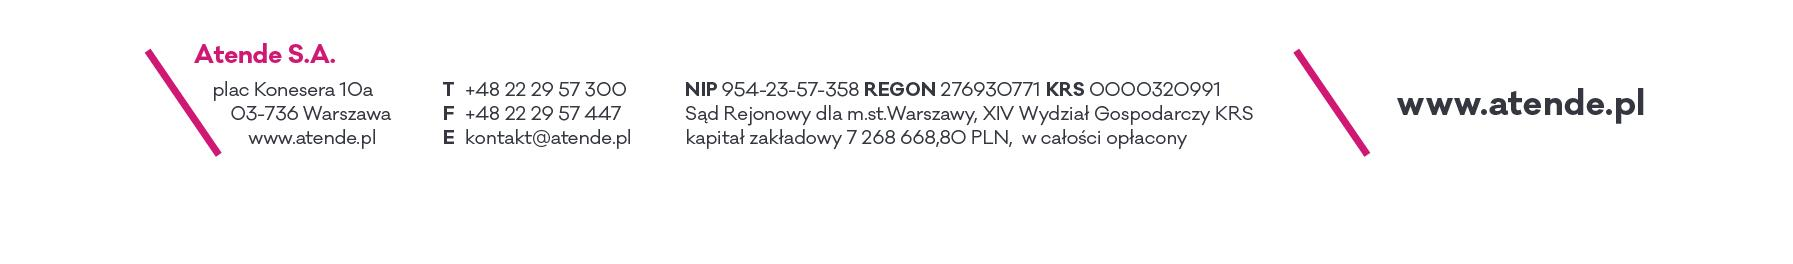 Atende S.A.
plac Konesera 10a
03-736 Warszawa
www.atende.pl
T +48 22 29 57 300
F +48 22 29 57 447
E kontakt@atende.pl
NIP 954-23-57-358 REGON 276930771 KRS 0000320991
Sąd Rejonowy dla m.st.Warszawy, XIV Wydział Gospodarczy KRS
kapitał zakładowy 7 268 668,80 PLN, w całości opłacony
www.atende.pl